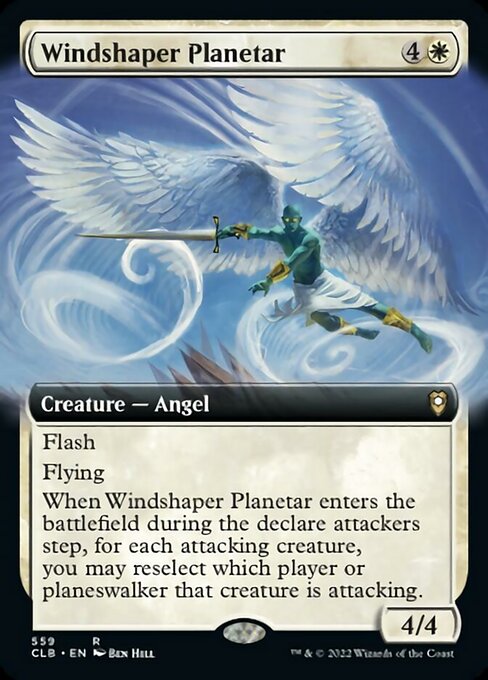 Windshaper Planetar 4
Creature — Angel
Flash
Flying
When Windshaper Planetar enters the
battlefield during the declare attackers
step, for each attacking creature,
you may reselect which player or
planeswalker that creature is attacking.
4/4
559 R
CLB • EN Ben Hill
™ & © 2022 Wizards of the Coast